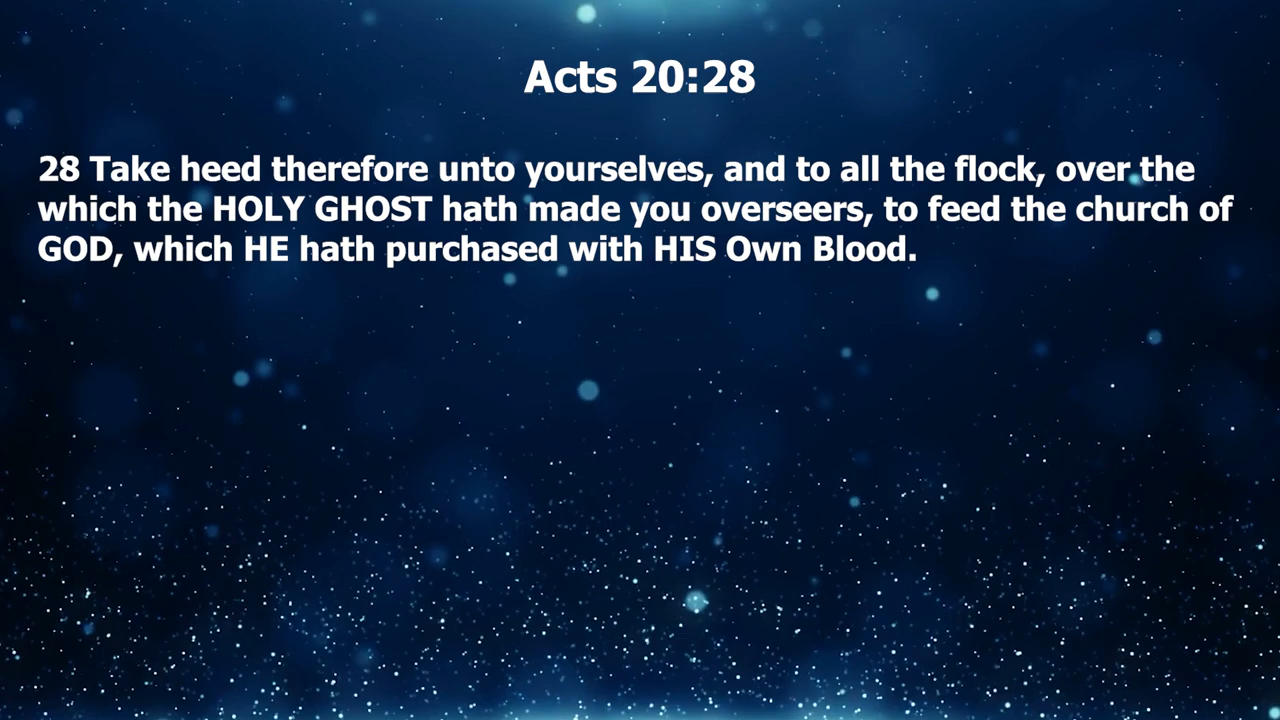 Acts 20:28
28 Take heed therefore unto yourselves, and to all the flock, over the
which the HOLY GHOST hath made you overseers, to feed the church of
GOD, which HE hath purchased with HIS Own Blood.